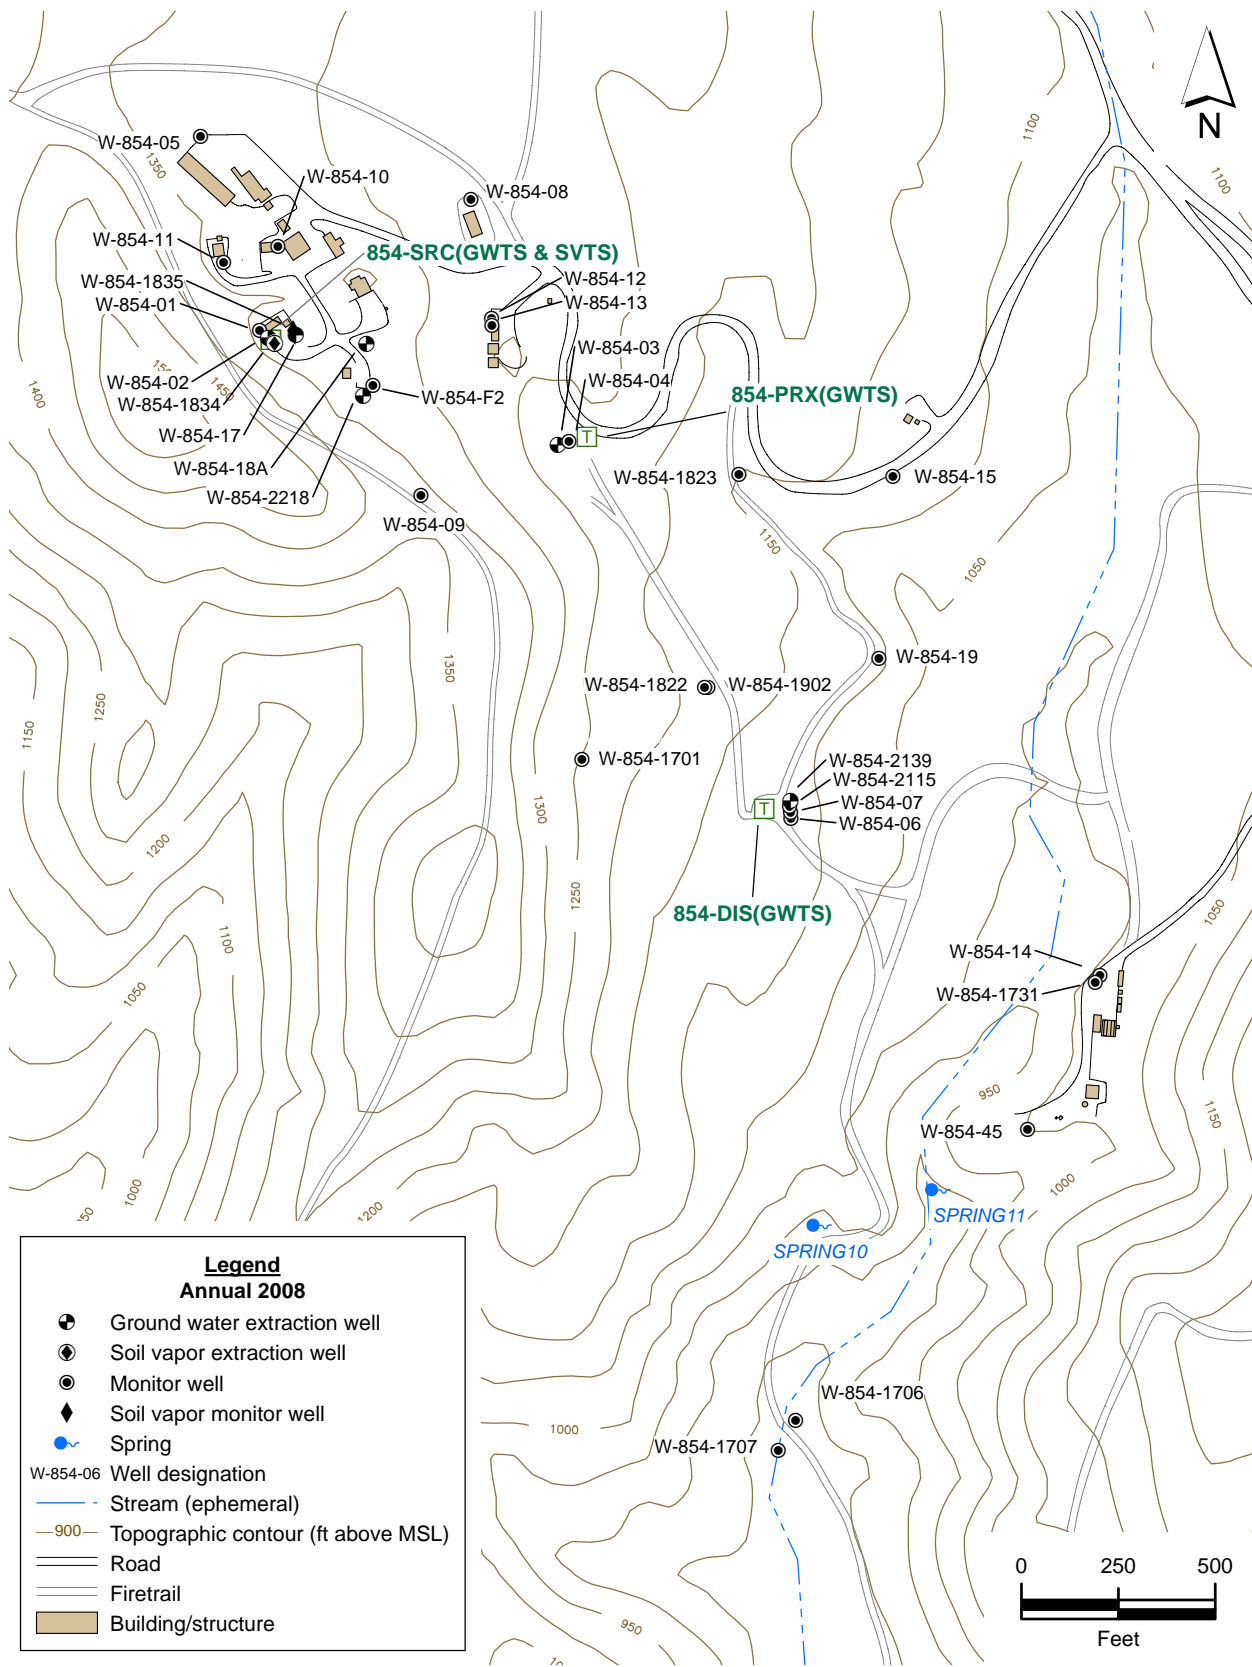 1100
N
1100
W-854-05
1350
W-854-10
W-854-08
W-854-11
854-SRC(GWTS & SVTS)
W-854-1835
W-854-12
W-854-01
W-854-13
W-854-03
W-854-02
W-854-04
1400
1450
W-854-1834
W-854-F2
854-PRX(GWTS)
W-854-17
W-854-18A
W-854-1823
W-854-15
W-854-2218
W-854-09
1150
1050
W-854-19
1350
W-854-1822
W-854-1902
1250
1150
W-854-1701
W-854-2139
W-854-2115
W-854-07
W-854-06
T
T
1300
1200
1250
854-DIS(GWTS)
1050
1100
W-854-14
1050
W-854-1731
950
1150
W-854-45
1000
1000
1200
SPRING11
SPRING10
Legend
Annual 2008
Ground water extraction well
Soil vapor extraction well
Monitor well
Soil vapor monitor well
Spring
W-854-06 Well designation
Stream (ephemeral)
900 Topographic contour (ft above MSL)
Road
Firetrail
Building/structure
W-854-1706
1000
W-854-1707
950
0 250 500
Feet